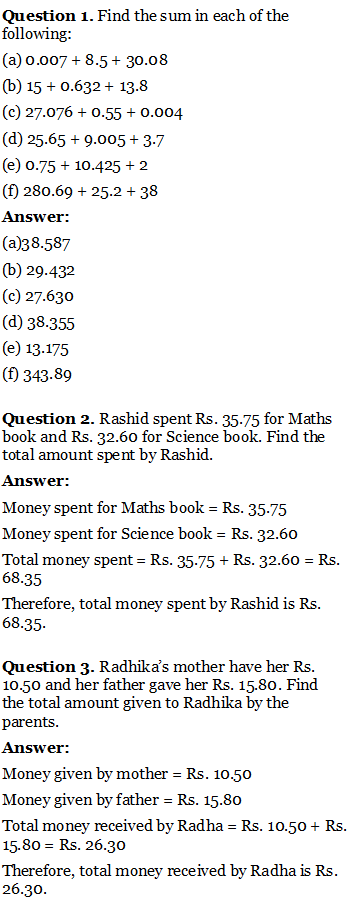 Question 1. Find the sum in each of the
following:
(a) 0.007 + 8.5 + 30.08
(b) 15 + 0.632 + 13.8
(c) 27.076 + 0.55 + 0.004
(d) 25.65 + 9.005 + 3.7
(e) 0.75 + 10.425 + 2
(f) 280.69 + 25.2 + 38
Answer:
(a)38.587
(b) 29.432
(c) 27.630
(d) 38.355
(e) 13.175
(f) 343.89
Question 2. Rashid spent Rs. 35.75 for Maths
book and Rs. 32.60 for Science book. Find the
total amount spent by Rashid.
Answer:
Money spent for Maths book = Rs. 35.75
Money spent for Science book = Rs. 32.60
Total money spent = Rs. 35.75 + Rs. 32.60 = Rs.
68.35
Therefore, total money spent by Rashid is Rs.
68.35.
Question 3. Radhika’s mother have her Rs.
10.50 and her father gave her Rs. 15.80. Find
the total amount given to Radhika by the
parents.
Answer:
Money given by mother = Rs. 10.50
Money given by father = Rs. 15.80
Total money received by Radha = Rs. 10.50 + Rs.
15.80 = Rs. 26.30
Therefore, total money received by Radha is Rs.
26.30.